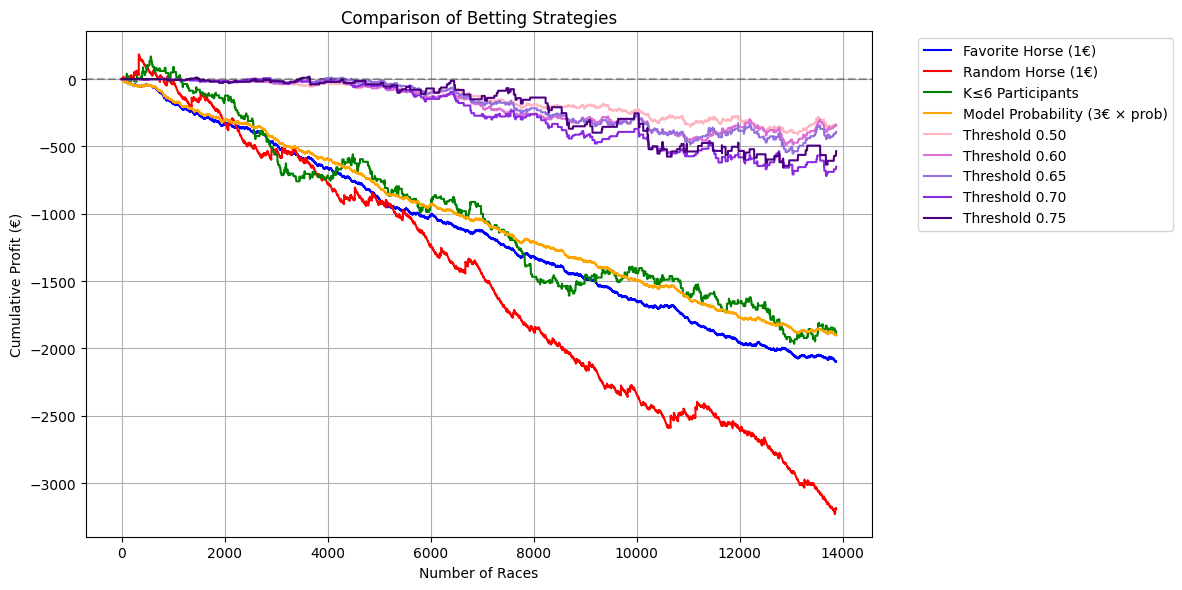 Comparison of Betting Strategies
Cumulative Profit (€)
0
−500
−1000
−1500
−2000
−2500
−3000
0 2000 4000 6000 8000 10000 12000 14000
Number of Races
Favorite Horse (1€)
Random Horse (1€)
K≤6 Participants
Model Probability (3€ × prob)
Threshold 0.50
Threshold 0.60
Threshold 0.65
Threshold 0.70
Threshold 0.75